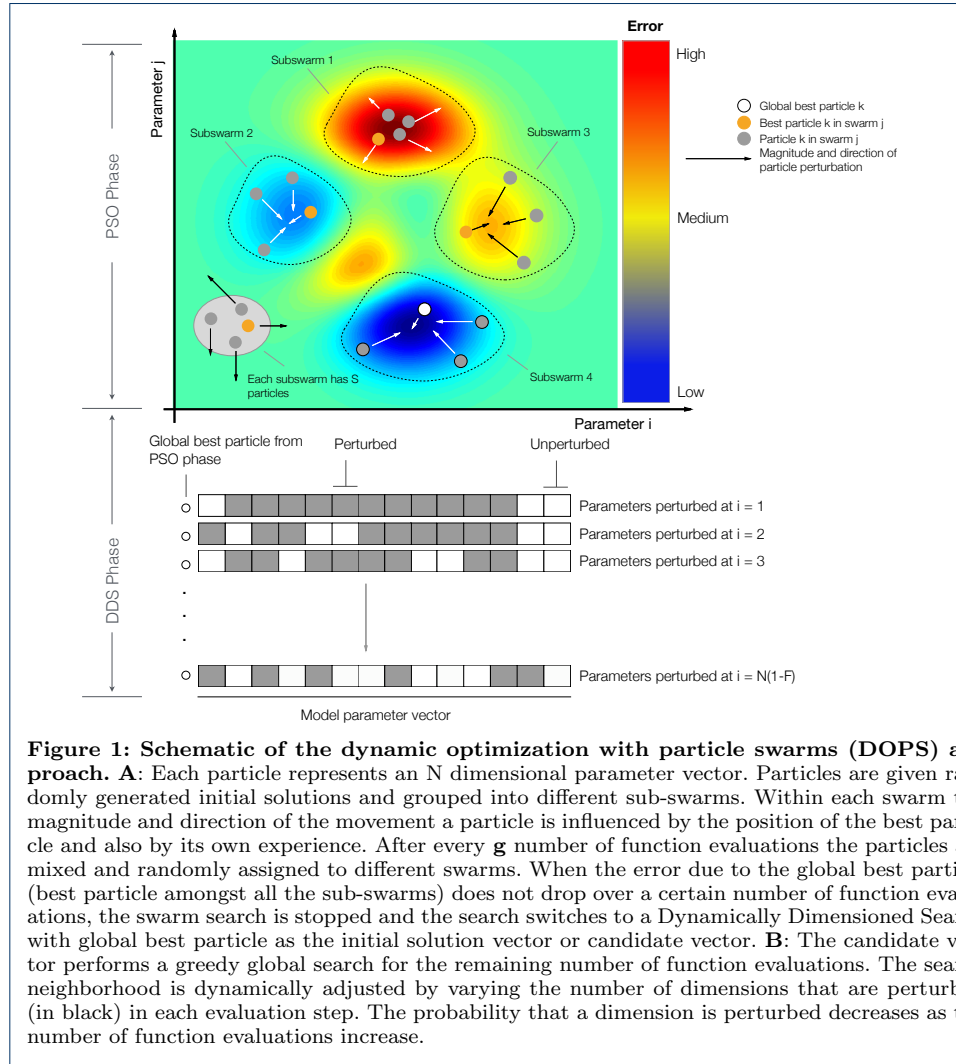 Error
High
Medium
Low
Parameter j
PSO Phase
Subswarm 1
Subswarm 2
Subswarm 3
Global best particle k
Best particle k in swarm j
Particle k in swarm j
Magnitude and direction of
particle perturbation
Each subswarm has S
particles
Subswarm 4
Parameter i
DDS Phase
Global best particle from
PSO phase
Perturbed
Unperturbed
Parameters perturbed at i = 1
Parameters perturbed at i = 2
Parameters perturbed at i = 3
Parameters perturbed at i = N(1-F)
Model parameter vector
Figure 1: Schematic of the dynamic optimization with particle swarms (DOPS) a
proach. A: Each particle represents an N dimensional parameter vector. Particles are given ra
domly generated initial solutions and grouped into different sub-swarms. Within each swarm t
magnitude and direction of the movement a particle is influenced by the position of the best par
cle and also by its own experience. After every g number of function evaluations the particles a
mixed and randomly assigned to different swarms. When the error due to the global best partic
(best particle amongst all the sub-swarms) does not drop over a certain number of function eval
ations, the swarm search is stopped and the search switches to a Dynamically Dimensioned Sear
with global best particle as the initial solution vector or candidate vector. B: The candidate ve
tor performs a greedy global search for the remaining number of function evaluations. The sear
neighborhood is dynamically adjusted by varying the number of dimensions that are perturb
(in black) in each evaluation step. The probability that a dimension is perturbed decreases as t
number of function evaluations increase.